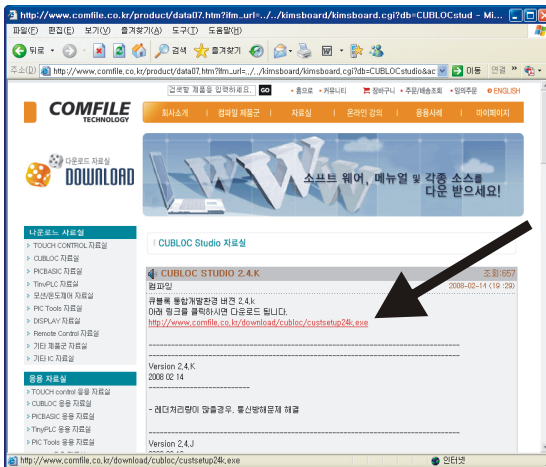 http://www.comfile.co.kr/product/data07.htm?ifm_url=../../kimsboard/kimsboard.cgi?db=CUBLOCstud - Mi...
파일(F) 편집(E) 보기(V) 즐겨찾기(A) 도구(T) 도움말(H)
뒤로 검색 즐겨찾기
주소(D) http://www.comfile.co.kr/product/data07.htm?ifm_url=../../kimsboard/kimsboard.cgi?db=CUBLOCstudio&ac 이동 연결 »
검색할 제품을 입력하세요. GO 홈으로 커뮤니티 장바구니 주문/배송조회 ENGLISH
COMFILE
TECHNOLOGY
회사소개 | 컴파일 제품군 | 자료실 | 온라인 강의 | 응용사례 | 마이페이지
다운로드 자료실
DOWNLOAD
WWW
소프트 웨어, 메뉴얼 및 각종 소스를
다운 받으세요!
다운로드 자료실
TOUCH CONTROL 자료실
CUBLOC 자료실
PICBASIC 자료실
TinyPLC 자료실
모션/온도제어 자료실
PIC Tools 자료실
DISPLAY 자료실
Remote Control 자료실
기타 제품군 자료실
기타 IC 자료실
응용 자료실
TOUCH control 응용 자료실
CUBLOC 응용 자료실
PICBASIC 응용 자료실
TinyPLC 응용 자료실
PIC Tools 응용 자료실
CUBLOC Studio 자료실
CUBLOC STUDIO 2.4.K 조회:657
컴파일 2008-02-14 (19:29)
큐블록 통합개발환경 버전 2.4.k
아래 링크를 클릭하시면 다운로드 됩니다.
http://www.comfile.co.kr/download/cubloc/custsetup24k.exe
--------------------------------------------------
Version 2.4.K
2008 02 14
------------------------
- 레더처리량이 많을경우, 통신방해문제 해결
--------------------------------------------------
Version 2.4.J
http://www.comfile.co.kr/download/cubloc/custsetup24k.exe 인터넷